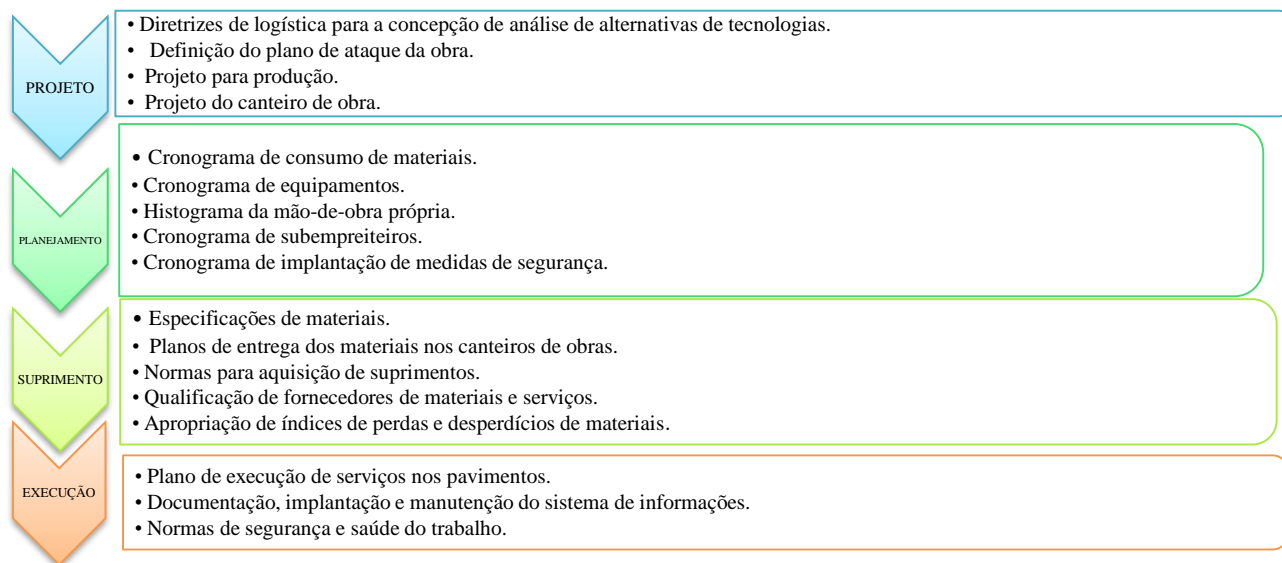 PROJETO
• Diretrizes de logística para a concepção de análise de alternativas de tecnologias.
• Definição do plano de ataque da obra.
• Projeto para produção.
• Projeto do canteiro de obra.
PLANEJAMENTO
• Cronograma de consumo de materiais.
• Cronograma de equipamentos.
• Histograma da mão-de-obra própria.
• Cronograma de subempreiteiros.
• Cronograma de implantação de medidas de segurança.
SUPRIMENTO
• Especificações de materiais.
• Planos de entrega dos materiais nos canteiros de obras.
• Normas para aquisição de suprimentos.
• Qualificação de fornecedores de materiais e serviços.
• Apropriação de índices de perdas e desperdícios de materiais.
EXECUÇÃO
• Plano de execução de serviços nos pavimentos.
• Documentação, implantação e manutenção do sistema de informações.
• Normas de segurança e saúde do trabalho.